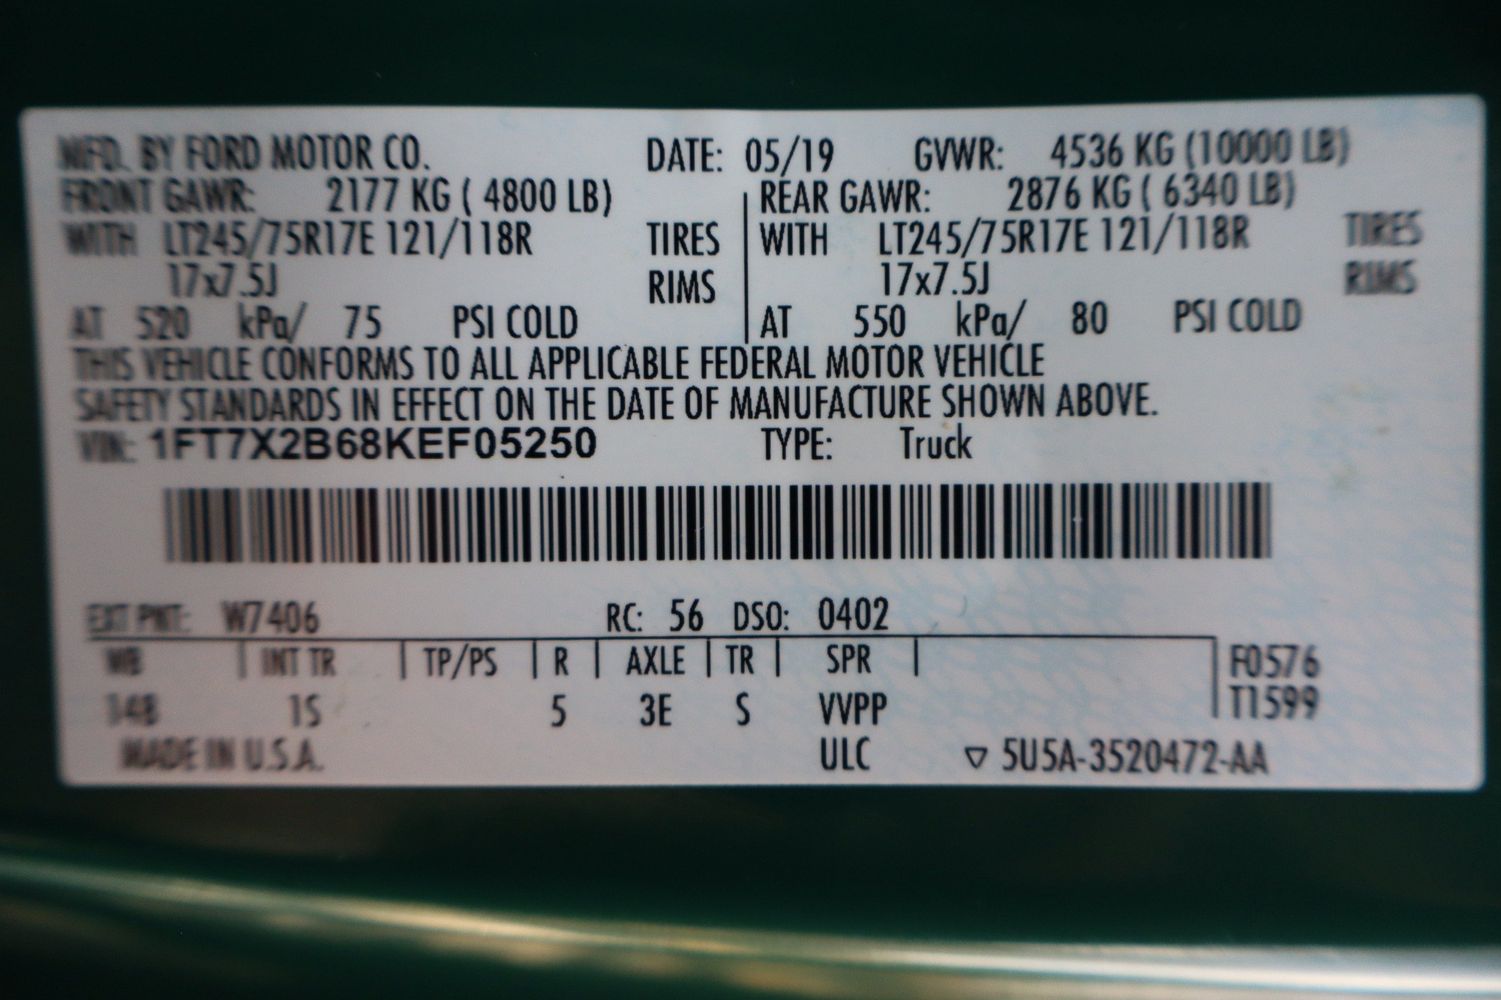 MFD. BY FORD MOTOR CO. DATE: 05/19 GVWR: 4536 KG (10000 LB)
FRONT GAWR: 2177 KG ( 4800 LB) REAR GAWR: 2876 KG ( 6340 LB)
WITH LT245/75R17E 121/118R TIRES WITH LT245/75R17E 121/118R TIRES
17x7.5J RIMS 17x7.5J RIMS
AT 520 kPa/ 75 PSI COLD AT 550 kPa/ 80 PSI COLD
THIS VEHICLE CONFORMS TO ALL APPLICABLE FEDERAL MOTOR VEHICLE
SAFETY STANDARDS IN EFFECT ON THE DATE OF MANUFACTURE SHOWN ABOVE.
VIN: 1FT7X2B68KEF05250 TYPE: Truck
EXT PNT: W7406 RC: 56 DSO: 0402
WB INT TR TP/PS R AXLE TR SPR F0576
148 1S 5 3E S VVPP T1599
MADE IN U.S.A. ULC ▽ 5U5A-3520472-AA